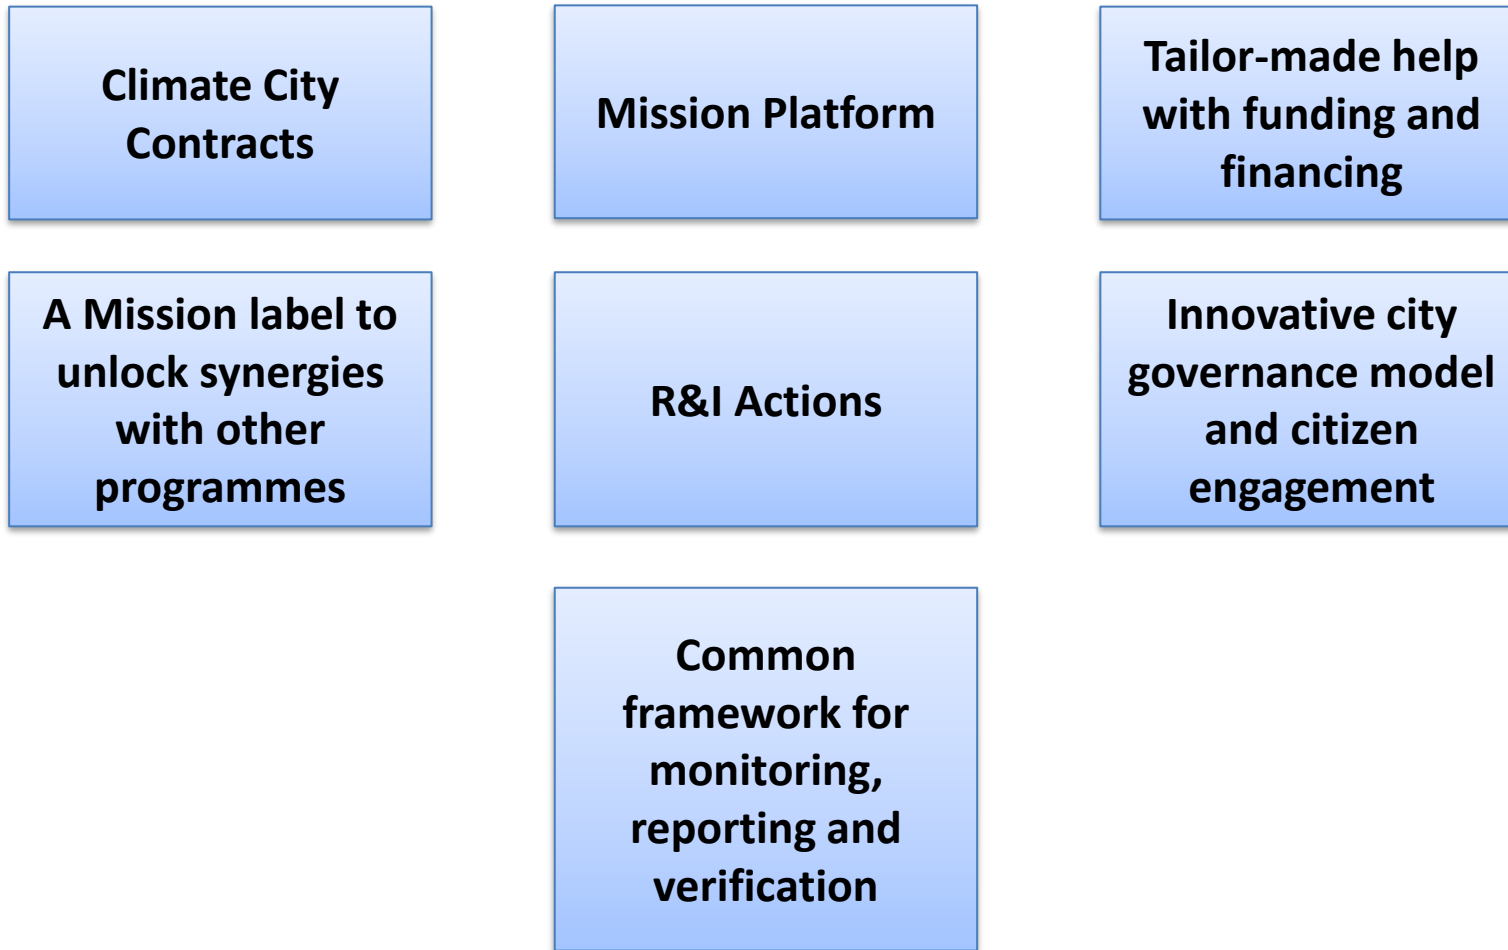 Climate City
Contracts
Mission Platform
Tailor-made help
with funding and
financing
A Mission label to
unlock synergies
with other
programmes
R&I Actions
Innovative city
governance model
and citizen
engagement
Common
framework for
monitoring,
reporting and
verification